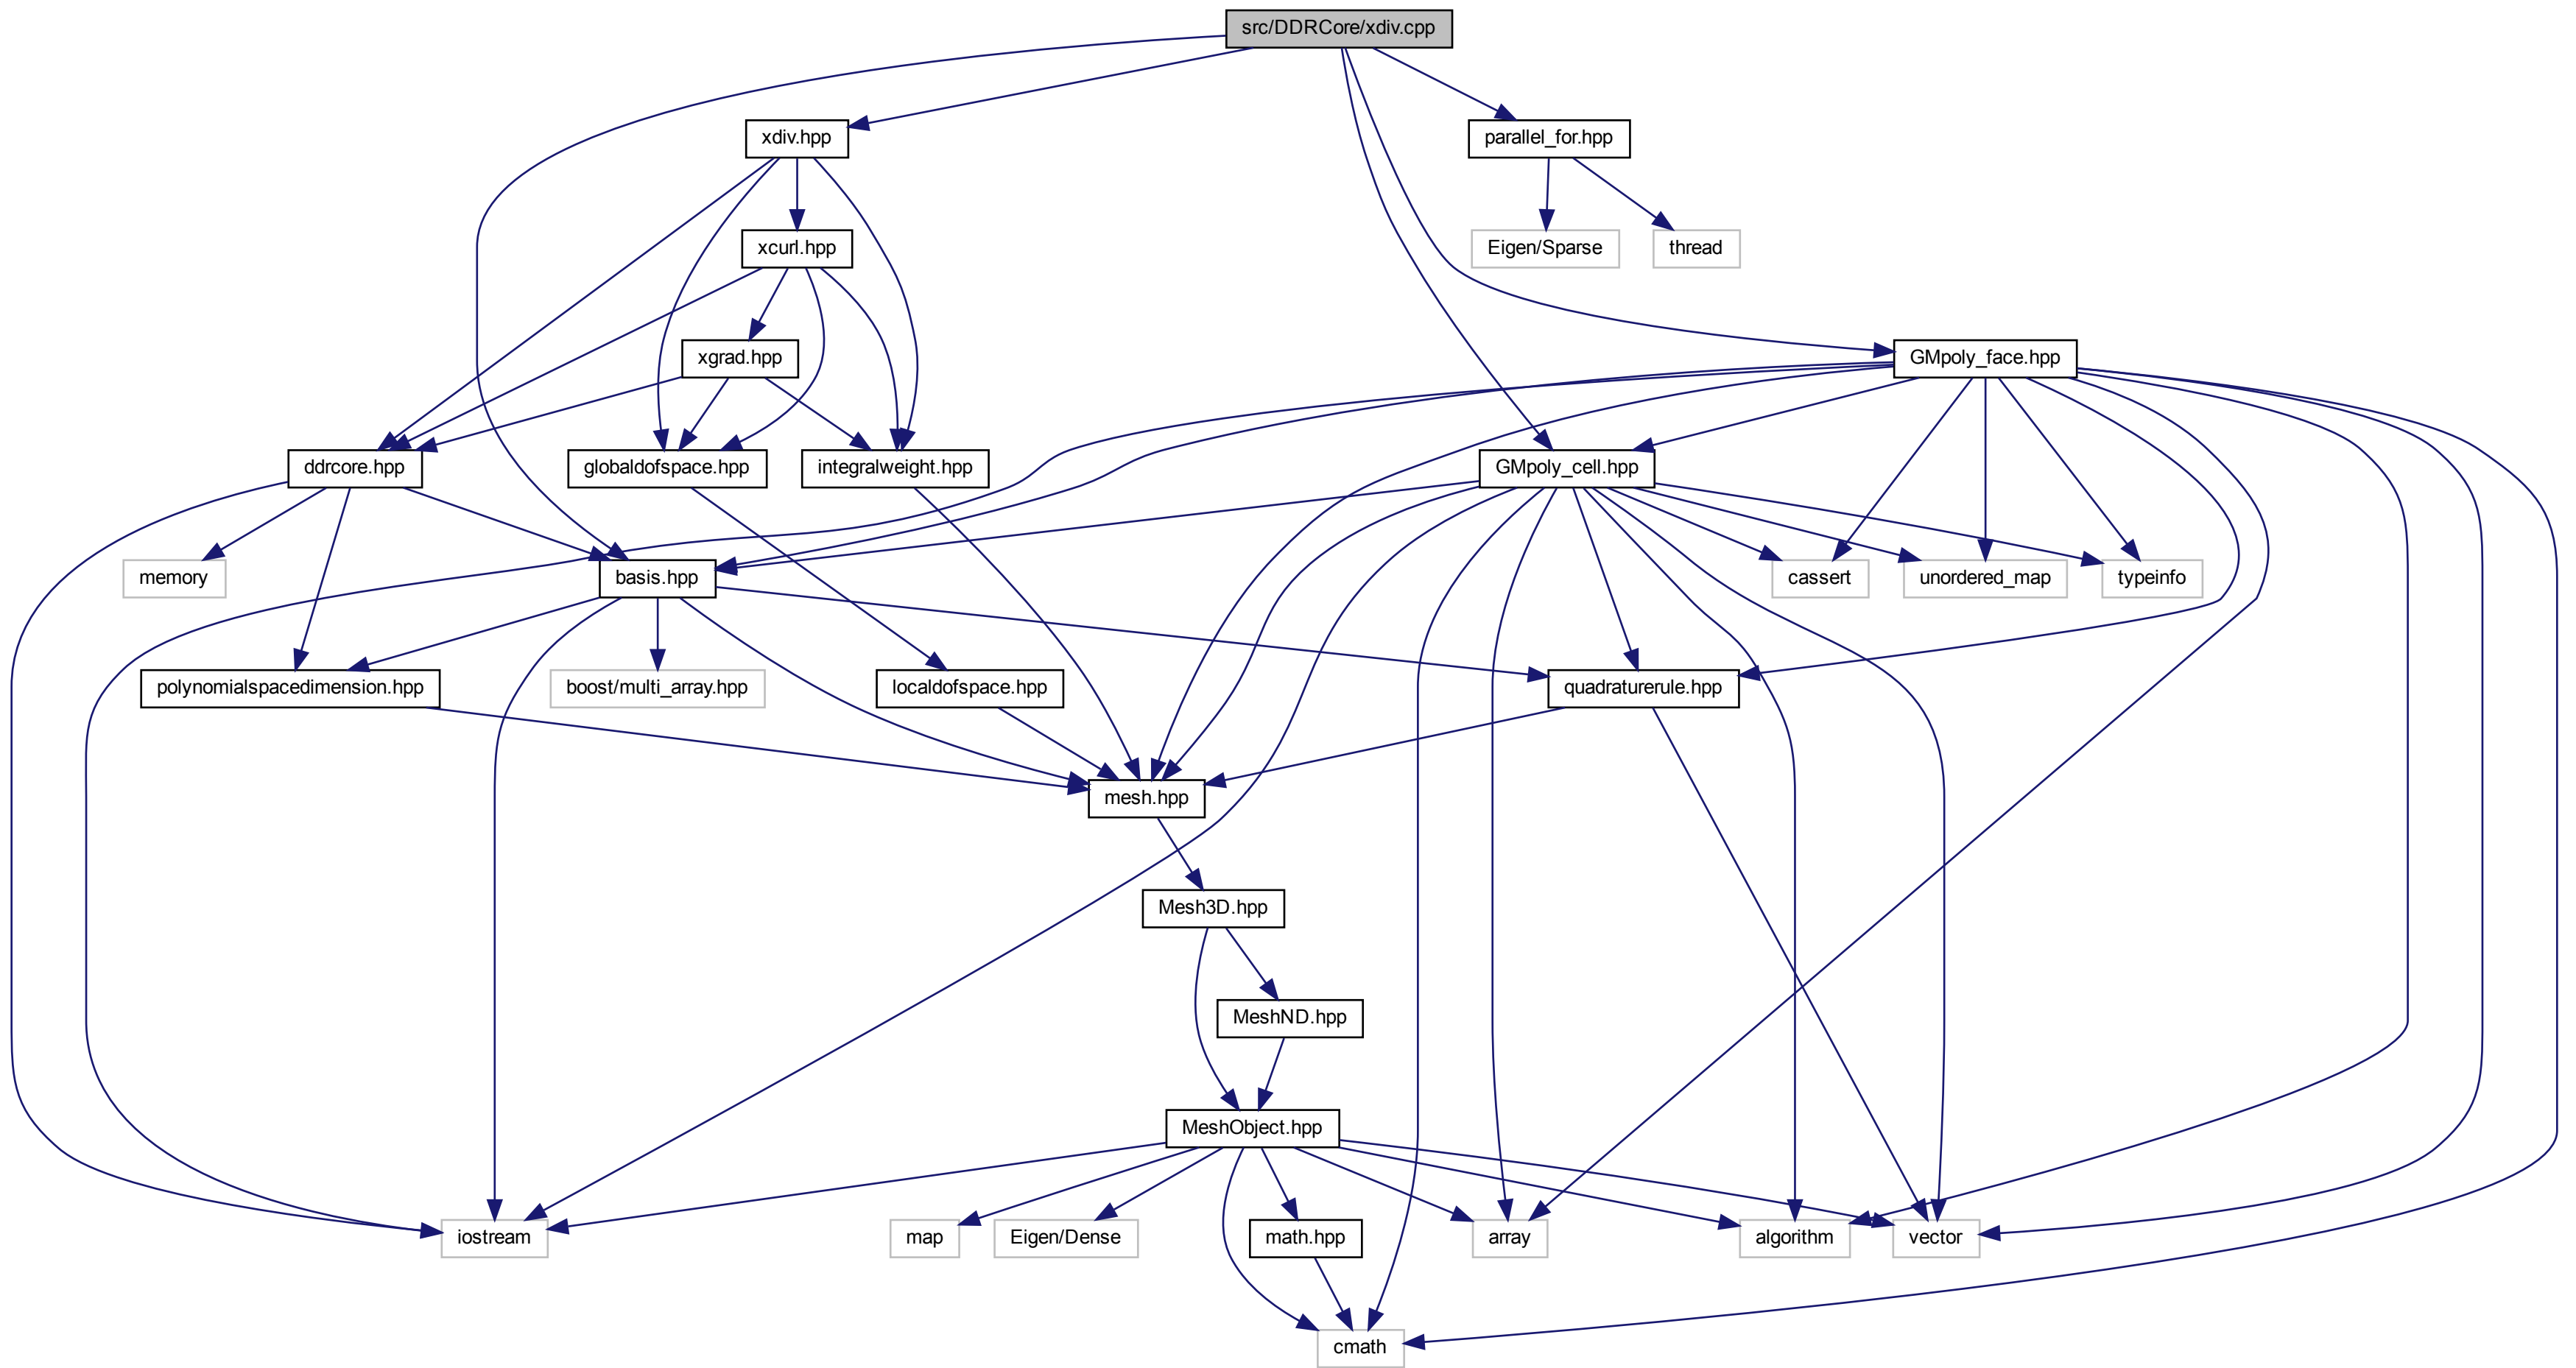 src/DDRCore/xdiv.cpp
xdiv.hpp
parallel_for.hpp
xcurl.hpp
Eigen/Sparse
thread
xgrad.hpp
GMpoly_face.hpp
ddrcore.hpp
globaldofspace.hpp
integralweight.hpp
GMpoly_cell.hpp
memory
basis.hpp
cassert
unordered_map
typeinfo
polynomialspacedimension.hpp
boost/multi_array.hpp
localdofspace.hpp
quadraturerule.hpp
mesh.hpp
Mesh3D.hpp
MeshND.hpp
MeshObject.hpp
iostream
map
Eigen/Dense
math.hpp
array
algorithm
vector
cmath